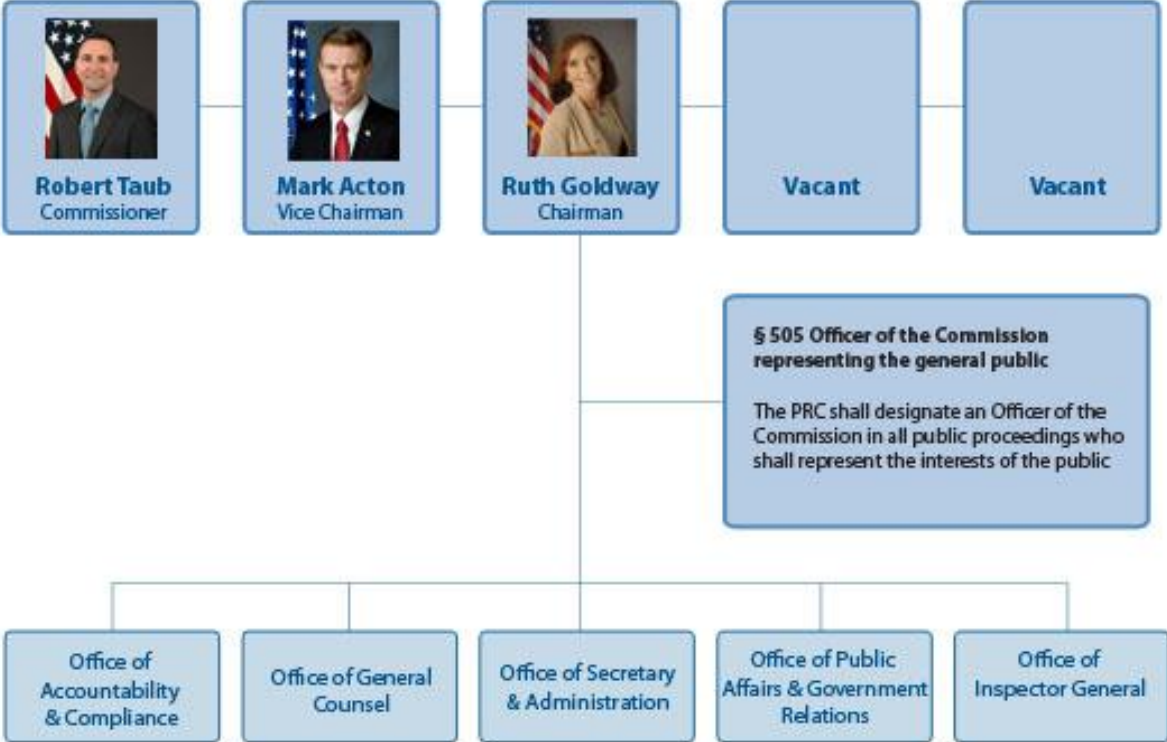 Robert Taub
Commissioner
Mark Acton
Vice Chairman
Ruth Goldway
Chairman
Vacant
Vacant
§ 505 Officer of the Commission
representing the general public
The PRC shall designate an Officer of the
Commission in all public proceedings who
shall represent the interests of the public
Office of
Accountability
& Compliance
Office of General
Counsel
Office of Secretary
& Administration
Office of Public
Affairs & Government
Relations
Office of
Inspector General